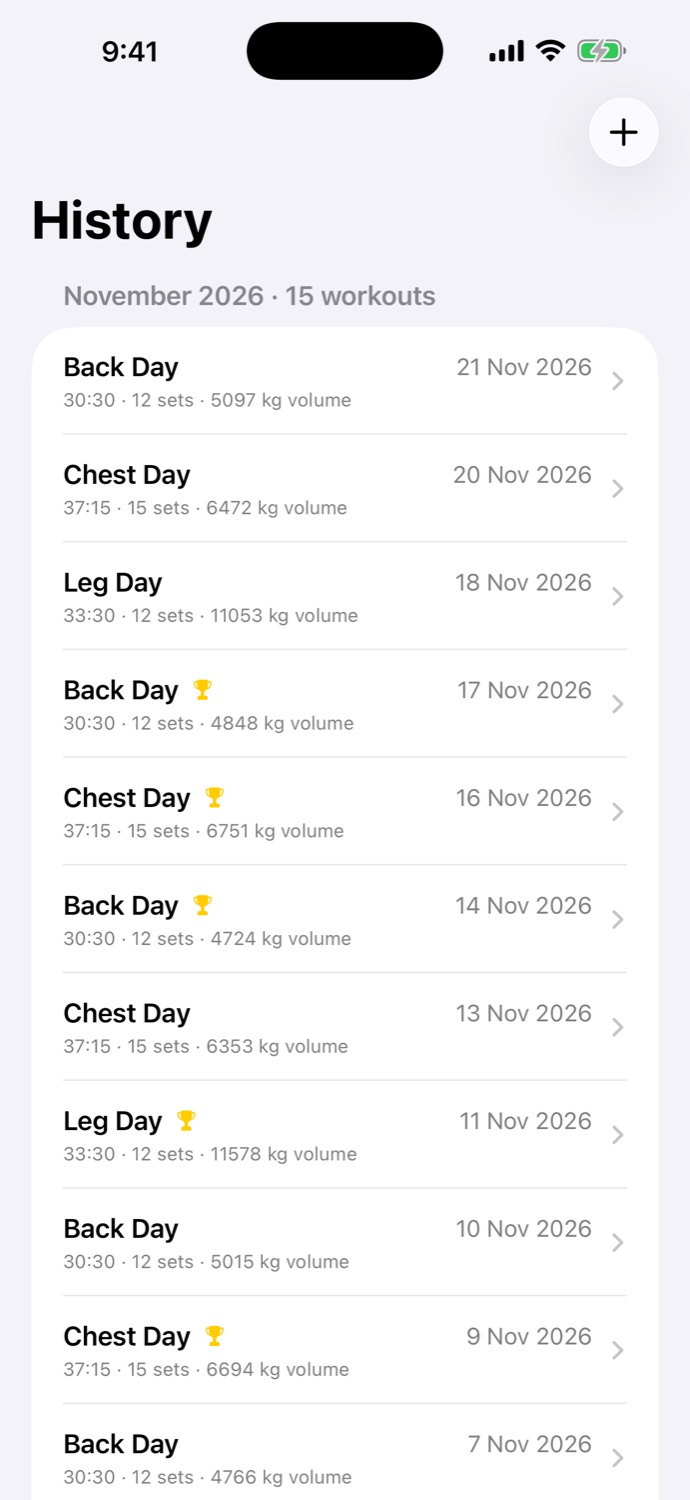 9:41
History
November 2026 · 15 workouts
Back Day 21 Nov 2026
30:30 · 12 sets · 5097 kg volume
Chest Day 20 Nov 2026
37:15 · 15 sets · 6472 kg volume
Leg Day 18 Nov 2026
33:30 · 12 sets · 11053 kg volume
Back Day 17 Nov 2026
30:30 · 12 sets · 4848 kg volume
Chest Day 16 Nov 2026
37:15 · 15 sets · 6751 kg volume
Back Day 14 Nov 2026
30:30 · 12 sets · 4724 kg volume
Chest Day 13 Nov 2026
37:15 · 15 sets · 6353 kg volume
Leg Day 11 Nov 2026
33:30 · 12 sets · 11578 kg volume
Back Day 10 Nov 2026
30:30 · 12 sets · 5015 kg volume
Chest Day 9 Nov 2026
37:15 · 15 sets · 6694 kg volume
Back Day 7 Nov 2026
30:30 · 12 sets · 4766 kg volume